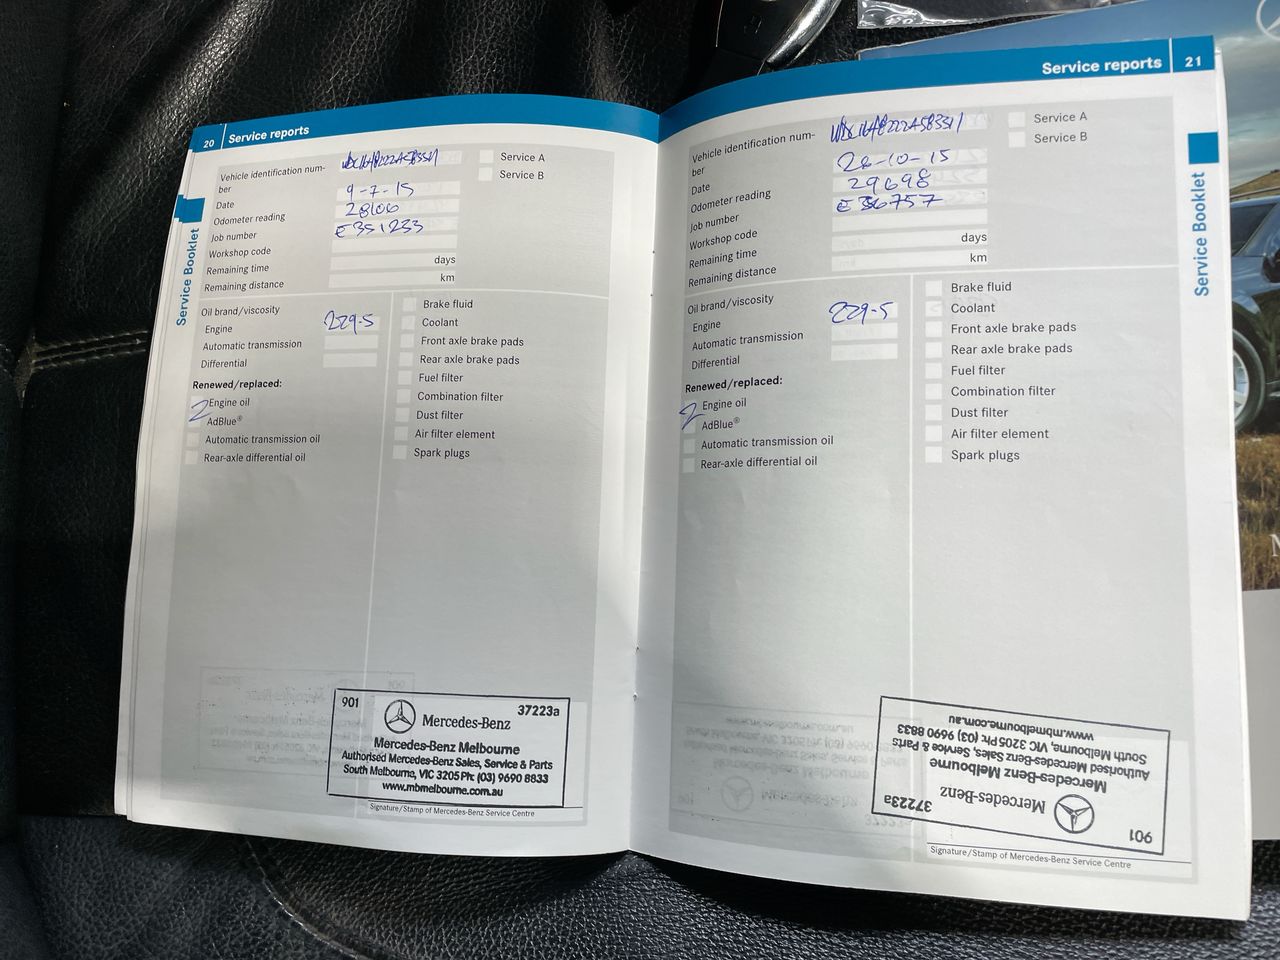 20 Service reports
Vehicle identification num-
ber
Date 9-7-15
Odometer reading 28106
Job number E351233
Workshop code
Remaining time days
Remaining distance km
Service A
Service B
Oil brand/viscosity
Engine 229-5
Automatic transmission
Differential
Renewed/replaced:
Engine oil
AdBlue®
Automatic transmission oil
Rear-axle differential oil
Brake fluid
Coolant
Front axle brake pads
Rear axle brake pads
Fuel filter
Combination filter
Dust filter
Air filter element
Spark plugs
901 37223a
Mercedes-Benz
Mercedes-Benz Melbourne
Authorised Mercedes-Benz Sales, Service & Parts
South Melbourne, VIC 3205 Ph: (03) 9690 8833
www.mbmelbourne.com.au
Signature/Stamp of Mercedes-Benz Service Centre
Service Booklet
Service reports 21
Vehicle identification num-
ber
Date 26-10-15
Odometer reading 29698
Job number
Workshop code
Remaining time days
Remaining distance km
Service A
Service B
Oil brand/viscosity
Engine 229-5
Automatic transmission
Differential
Renewed/replaced:
Engine oil
AdBlue®
Automatic transmission oil
Rear-axle differential oil
Brake fluid
Coolant
Front axle brake pads
Rear axle brake pads
Fuel filter
Combination filter
Dust filter
Air filter element
Spark plugs
901 37223a
Mercedes-Benz
Mercedes-Benz Melbourne
Authorised Mercedes-Benz Sales, Service & Parts
South Melbourne, VIC 3205 Ph: (03) 9690 8833
www.mbmelbourne.com.au
Signature/Stamp of Mercedes-Benz Service Centre
Service Booklet